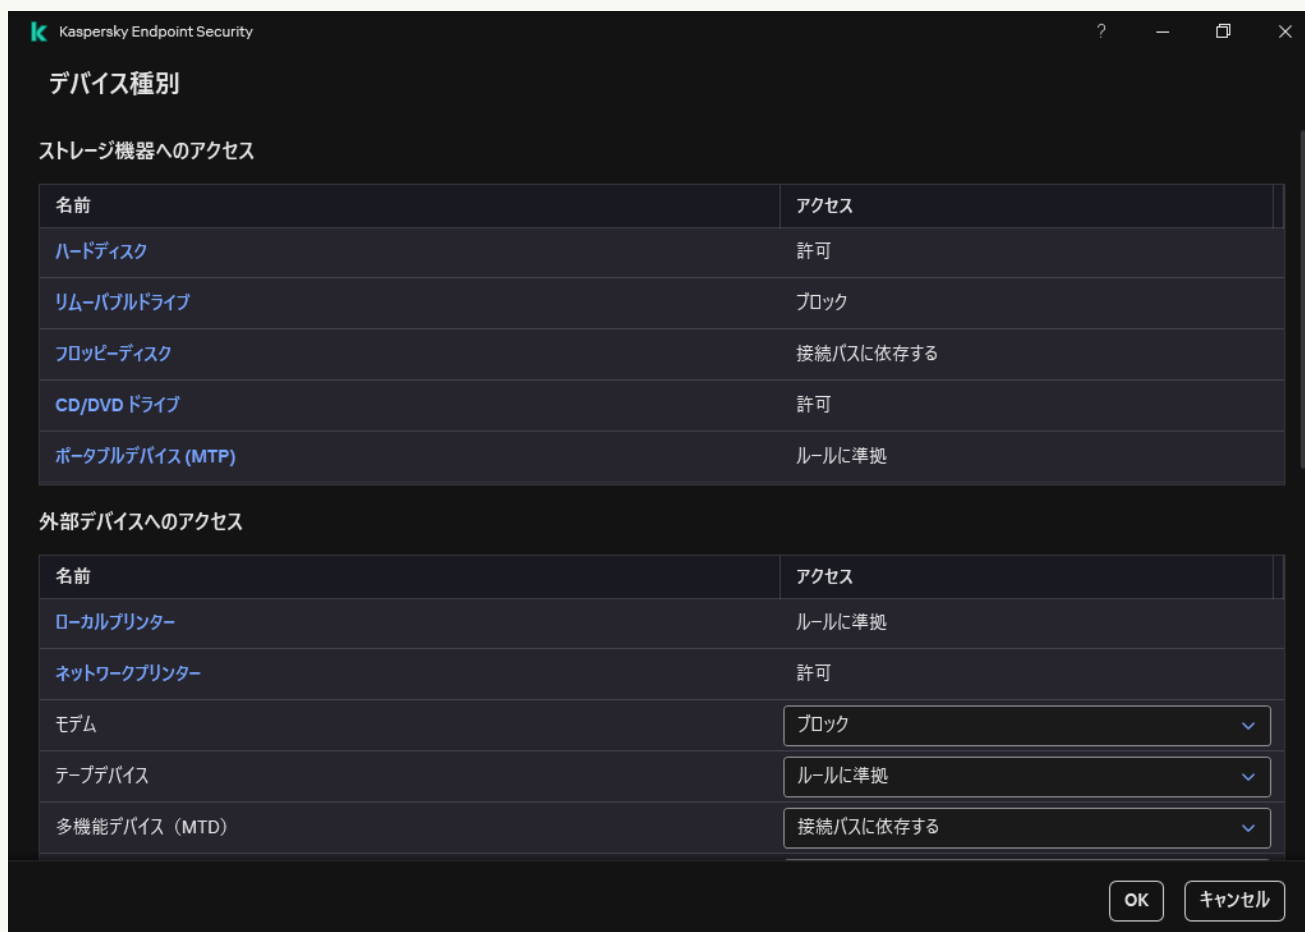 Kaspersky Endpoint Security
デバイス種別
ストレージ機器へのアクセス
名前 アクセス
ハードディスク 許可
リムーバブルドライブ ブロック
フロッピーディスク 接続バスに依存する
CD/DVD ドライブ 許可
ポータブルデバイス (MTP) ルールに準拠
外部デバイスへのアクセス
名前 アクセス
ローカルプリンター ルールに準拠
ネットワークプリンター 許可
モデム ブロック
テープデバイス ルールに準拠
多機能デバイス（MTD） 接続バスに依存する
OK キャンセル